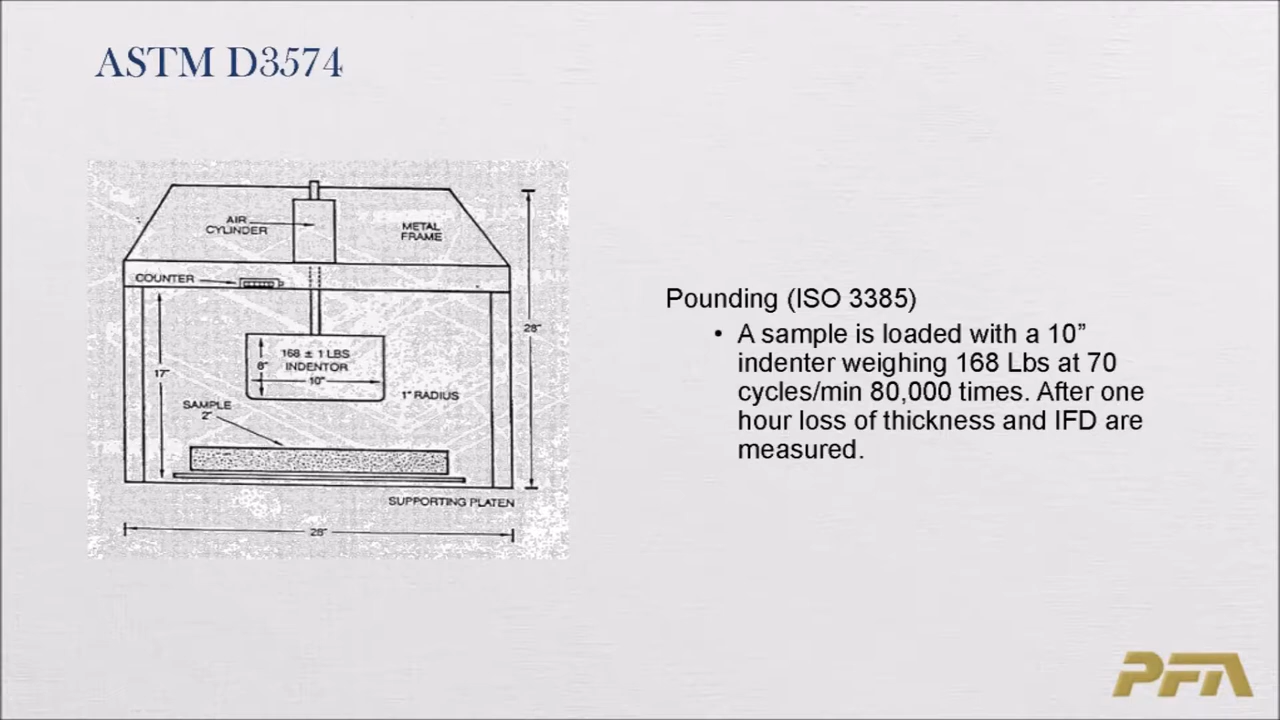 ASTM D3574
AIR
CYLINDER
METAL
FRAME
COUNTER
28"
168 ± 1 LBS
INDENTOR
8"
10"
17"
1" RADIUS
SAMPLE
2"
SUPPORTING PLATEN
28"
Pounding (ISO 3385)
• A sample is loaded with a 10”
indenter weighing 168 Lbs at 70
cycles/min 80,000 times. After one
hour loss of thickness and IFD are
measured.
PFA